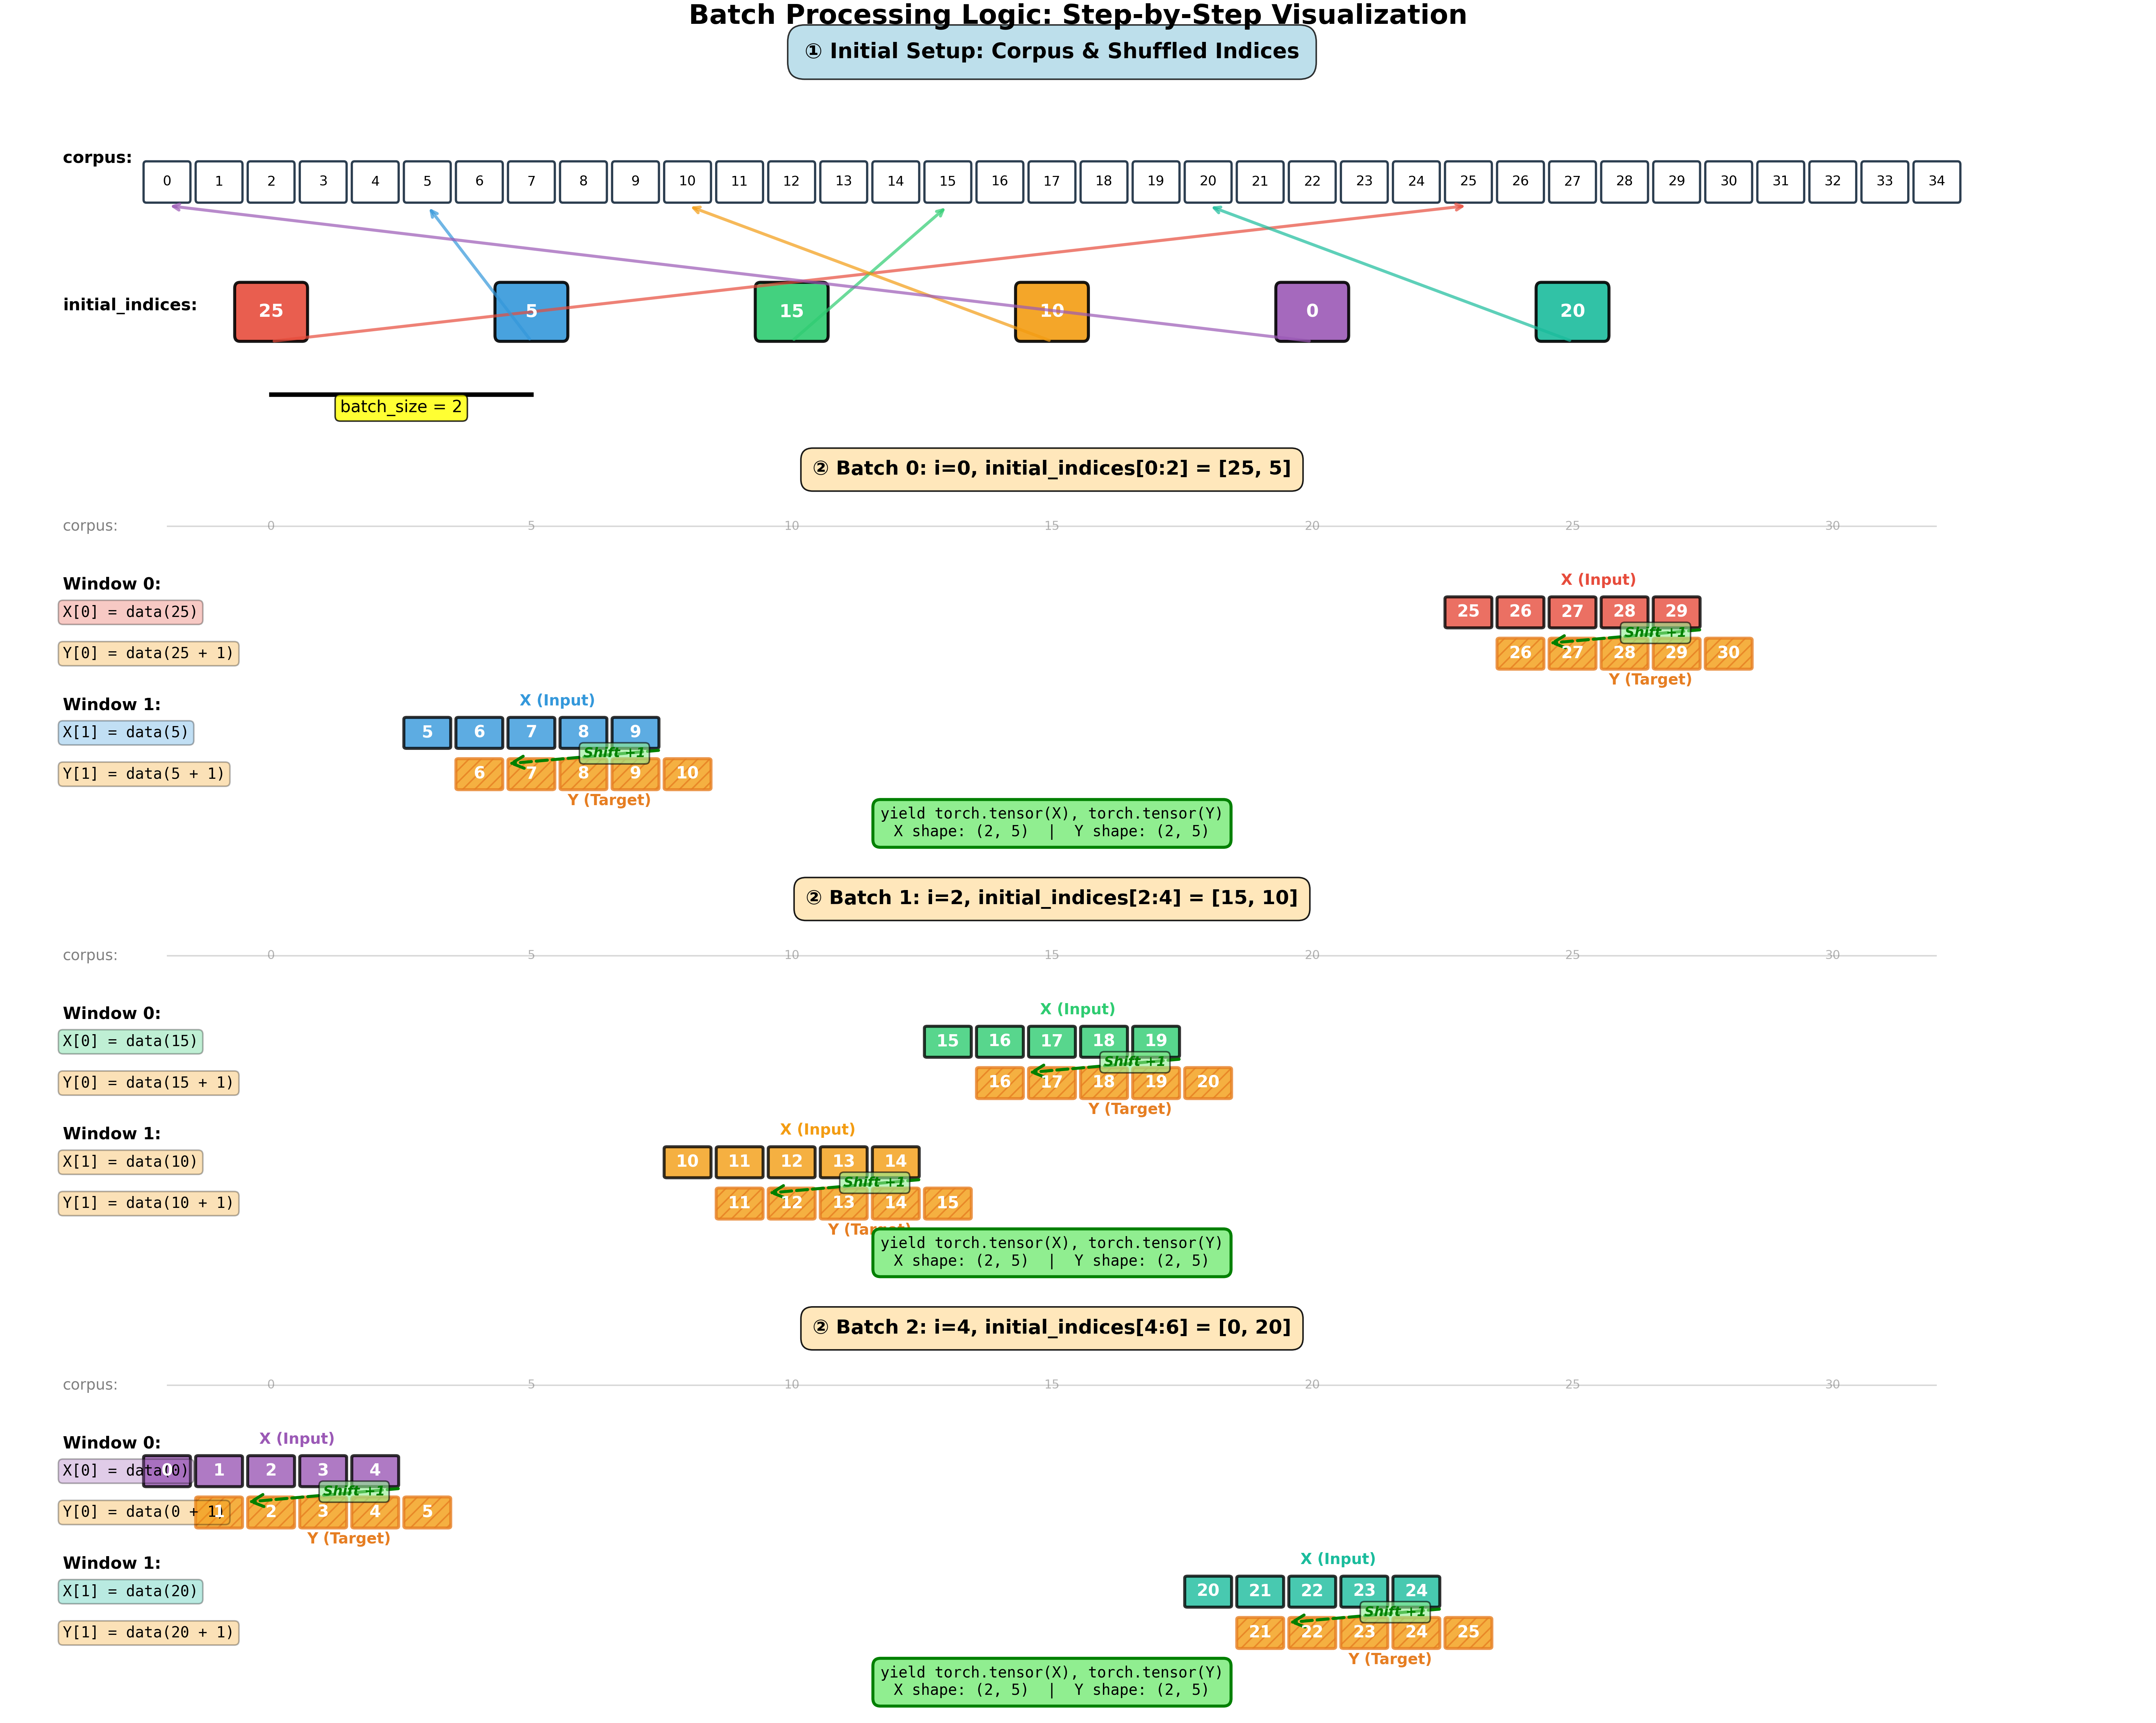 Batch Processing Logic: Step-by-Step Visualization
① Initial Setup: Corpus & Shuffled Indices
corpus: 0 1 2 3 4 5 6 7 8 9 10 11 12 13 14 15 16 17 18 19 20 21 22 23 24 25 26 27 28 29 30 31 32 33 34
initial_indices: 25 5 15 10 0 20
batch_size = 2
② Batch 0: i=0, initial_indices[0:2] = [25, 5]
corpus: 0 5 10 15 20 25 30
Window 0:
X (Input)
X[0] = data(25)
25 26 27 28 29
Shift +1
Y[0] = data(25 + 1)
26 27 28 29 30
Y (Target)
Window 1:
X (Input)
X[1] = data(5)
5 6 7 8 9
Shift +1
Y[1] = data(5 + 1)
6 7 8 9 10
Y (Target)
yield torch.tensor(X), torch.tensor(Y)
X shape: (2, 5) | Y shape: (2, 5)
② Batch 1: i=2, initial_indices[2:4] = [15, 10]
corpus: 0 5 10 15 20 25 30
Window 0:
X (Input)
X[0] = data(15)
15 16 17 18 19
Shift +1
Y[0] = data(15 + 1)
16 17 18 19 20
Y (Target)
Window 1:
X (Input)
X[1] = data(10)
10 11 12 13 14
Shift +1
Y[1] = data(10 + 1)
11 12 13 14 15
Y (Target)
yield torch.tensor(X), torch.tensor(Y)
X shape: (2, 5) | Y shape: (2, 5)
② Batch 2: i=4, initial_indices[4:6] = [0, 20]
corpus: 0 5 10 15 20 25 30
Window 0:
X (Input)
X[0] = data(0)
0 1 2 3 4
Shift +1
Y[0] = data(0 + 1)
1 2 3 4 5
Y (Target)
Window 1:
X (Input)
X[1] = data(20)
20 21 22 23 24
Shift +1
Y[1] = data(20 + 1)
21 22 23 24 25
Y (Target)
yield torch.tensor(X), torch.tensor(Y)
X shape: (2, 5) | Y shape: (2, 5)